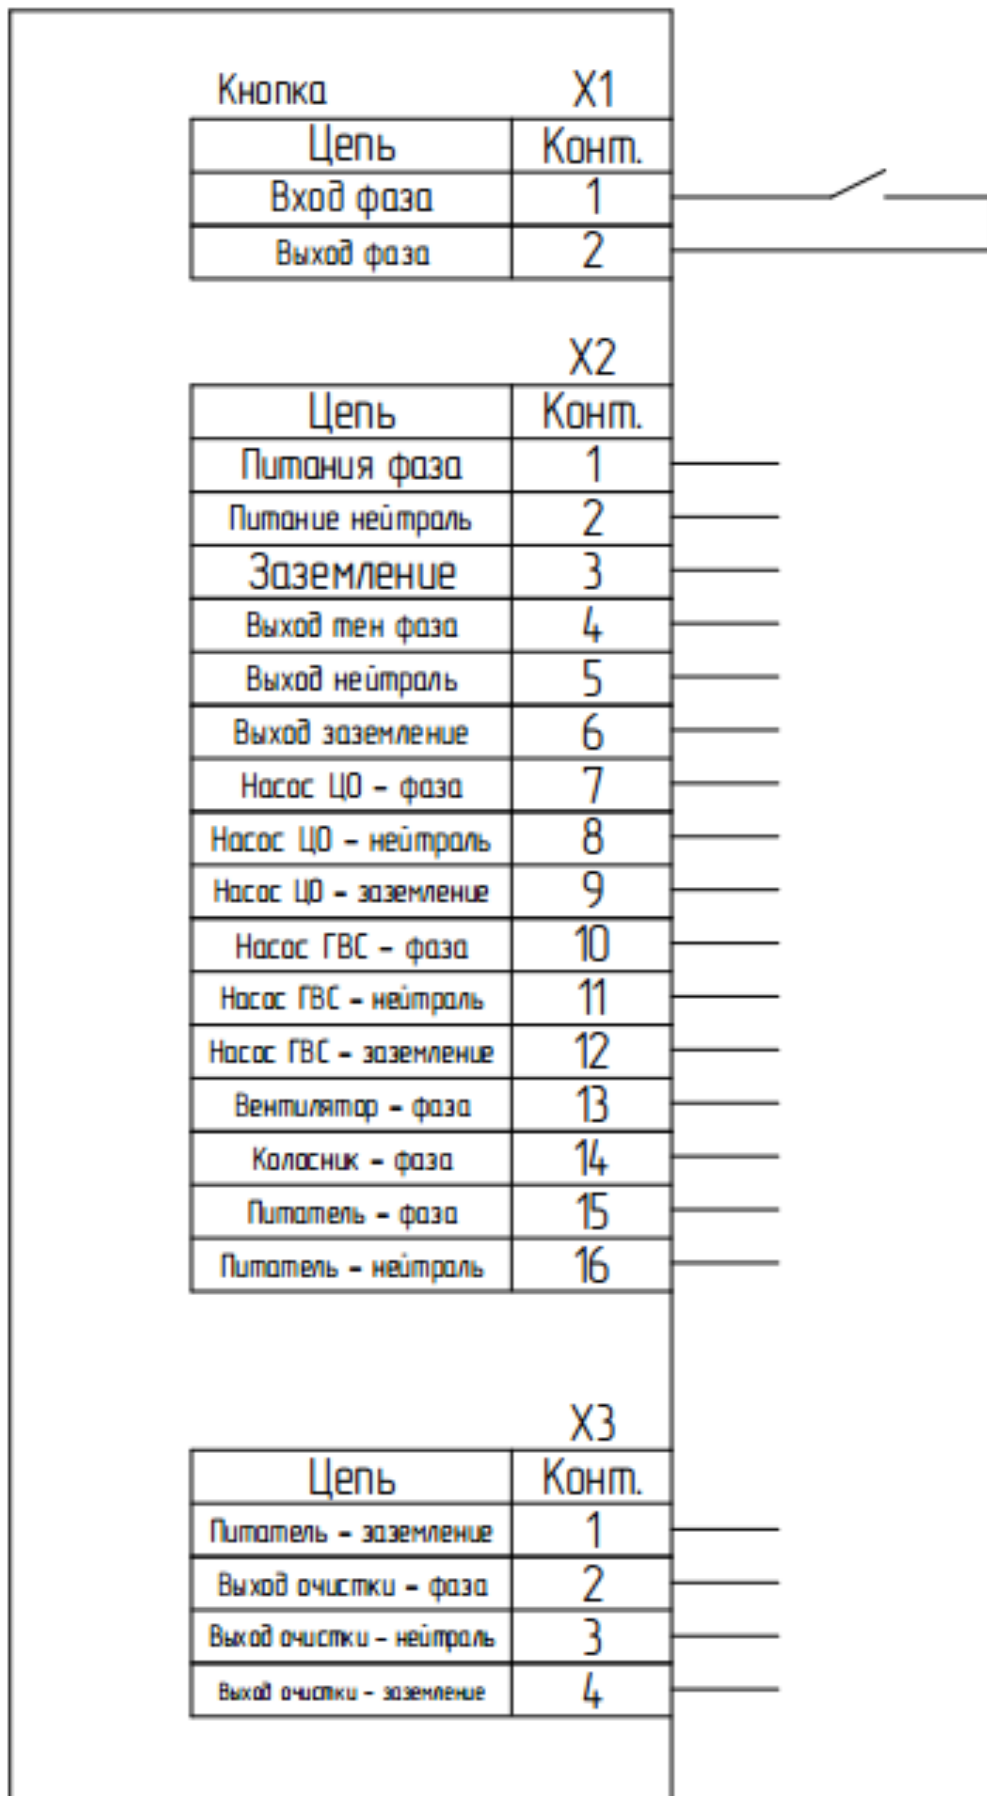 Кнопка X1
Цепь Конт.
Вход фаза 1
Выход фаза 2
X2
Цепь Конт.
Питания фаза 1
Питание нейтраль 2
Заземление 3
Выход тен фаза 4
Выход нейтраль 5
Выход заземление 6
Насос ЦО - фаза 7
Насос ЦО - нейтраль 8
Насос ЦО - заземление 9
Насос ГВС - фаза 10
Насос ГВС - нейтраль 11
Насос ГВС - заземление 12
Вентилятор - фаза 13
Колосник - фаза 14
Питатель - фаза 15
Питатель - нейтраль 16
X3
Цепь Конт.
Питатель - заземление 1
Выход очистки - фаза 2
Выход очистки - нейтраль 3
Выход очистки - заземление 4